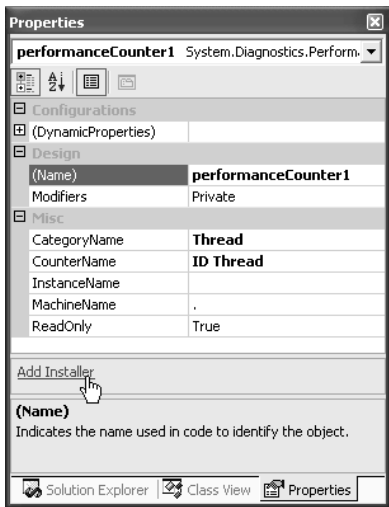 Properties
performanceCounter1 System.Diagnostics.Perform
Configurations
(DynamicProperties)
Design
(Name) performanceCounter1
Modifiers Private
Misc
CategoryName Thread
CounterName ID Thread
InstanceName
MachineName .
ReadOnly True
Add Installer
(Name)
Indicates the name used in code to identify the object.
Solution Explorer Class View Properties